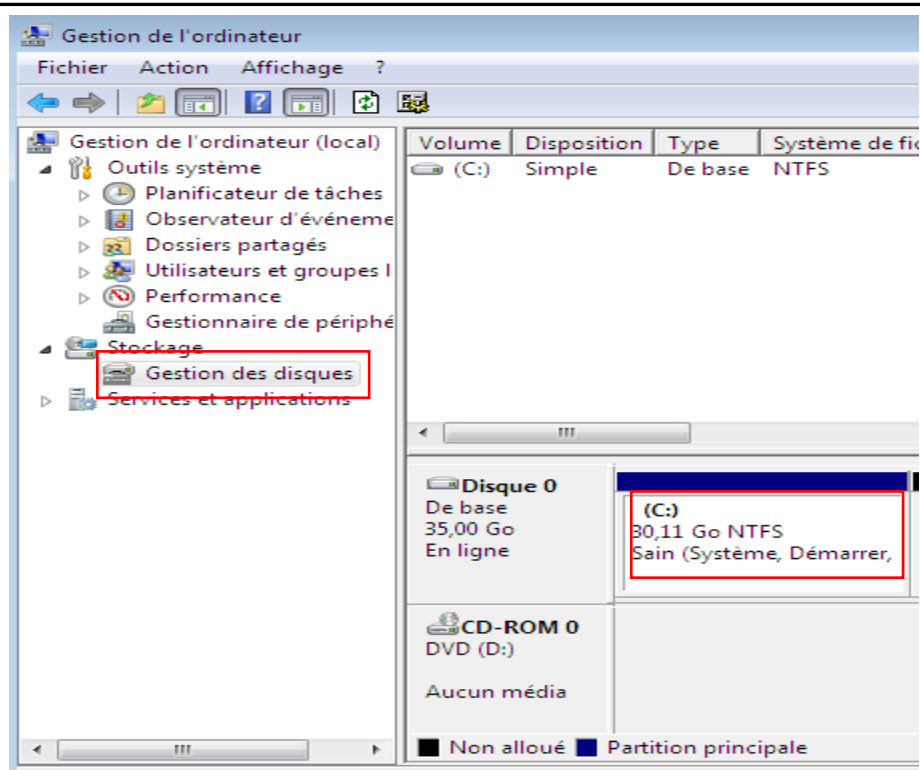 Gestion de l'ordinateur
Fichier Action Affichage ?
Gestion de l'ordinateur (local)
Outils système
Planificateur de tâches
Observateur d'événeme
Dossiers partagés
Utilisateurs et groupes l
Performance
Gestionnaire de périphé
Stockage
Gestion des disques
Services et applications
Volume Disposition Type Système de fic
(C:) Simple De base NTFS
Disque 0
De base
35,00 Go
En ligne
(C:)
30,11 Go NTFS
Sain (Système, Démarrer,
CD-ROM 0
DVD (D:)
Aucun média
Non alloué Partition principale